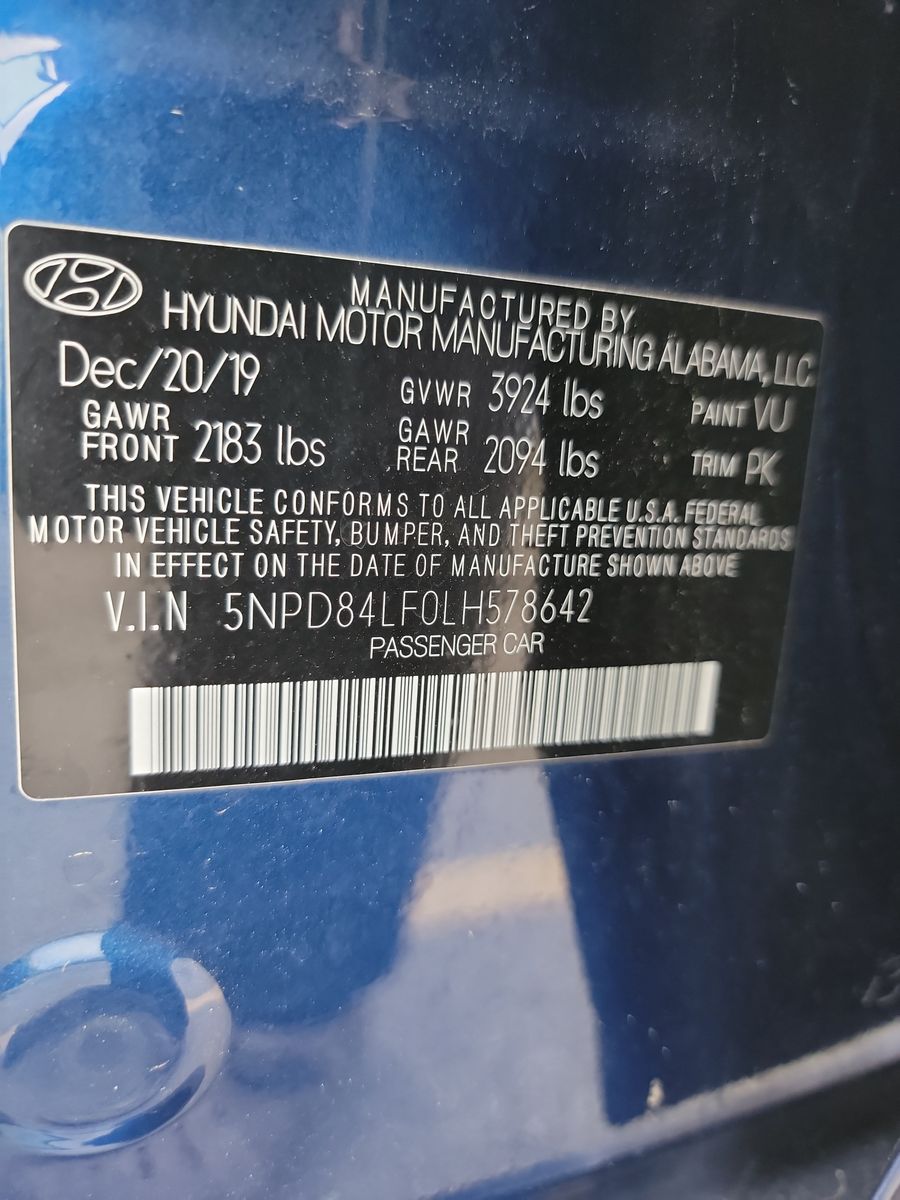 MANUFACTURED BY
HYUNDAI MOTOR MANUFACTURING ALABAMA, LLC
Dec/20/19 GVWR 3924 lbs PAINT VU
GAWR FRONT 2183 lbs GAWR REAR 2094 lbs TRIM PK
THIS VEHICLE CONFORMS TO ALL APPLICABLE U.S.A. FEDERAL
MOTOR VEHICLE SAFETY, BUMPER, AND THEFT PREVENTION STANDARDS
IN EFFECT ON THE DATE OF MANUFACTURE SHOWN ABOVE
V.I.N 5NPD84LF0LH578642
PASSENGER CAR